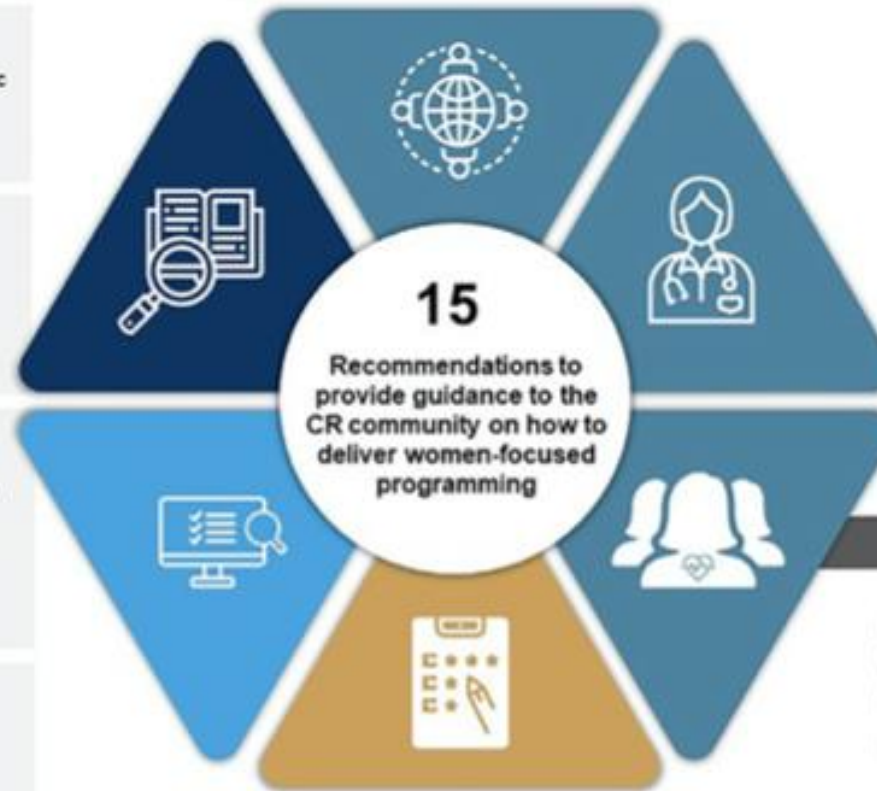 15
Recommendations to
provide guidance to the
CR community on how to
deliver women-focused
programming